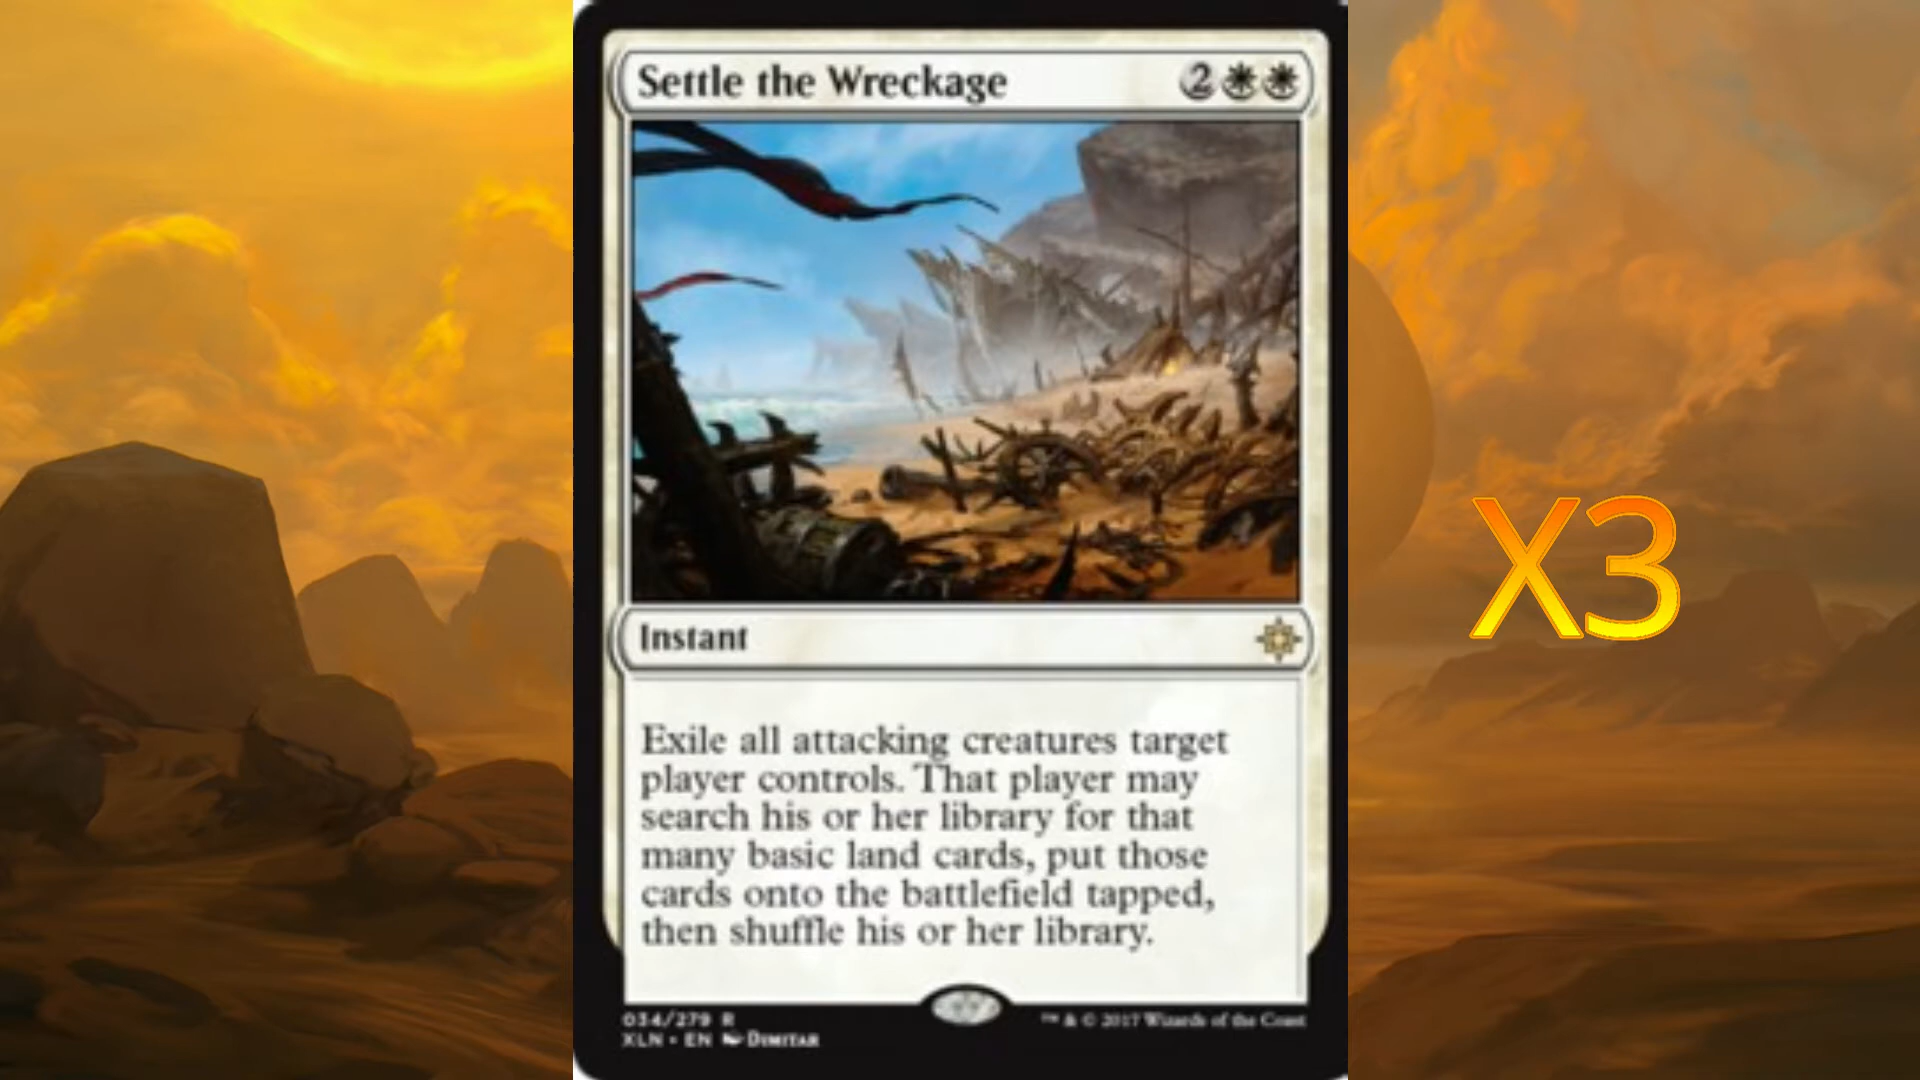 Settle the Wreckage 2
Instant
Exile all attacking creatures target
player controls. That player may
search his or her library for that
many basic land cards, put those
cards onto the battlefield tapped,
then shuffle his or her library.
034/279 R
XLN • EN Dimitar
™ & © 2017 Wizards of the Coast
X3